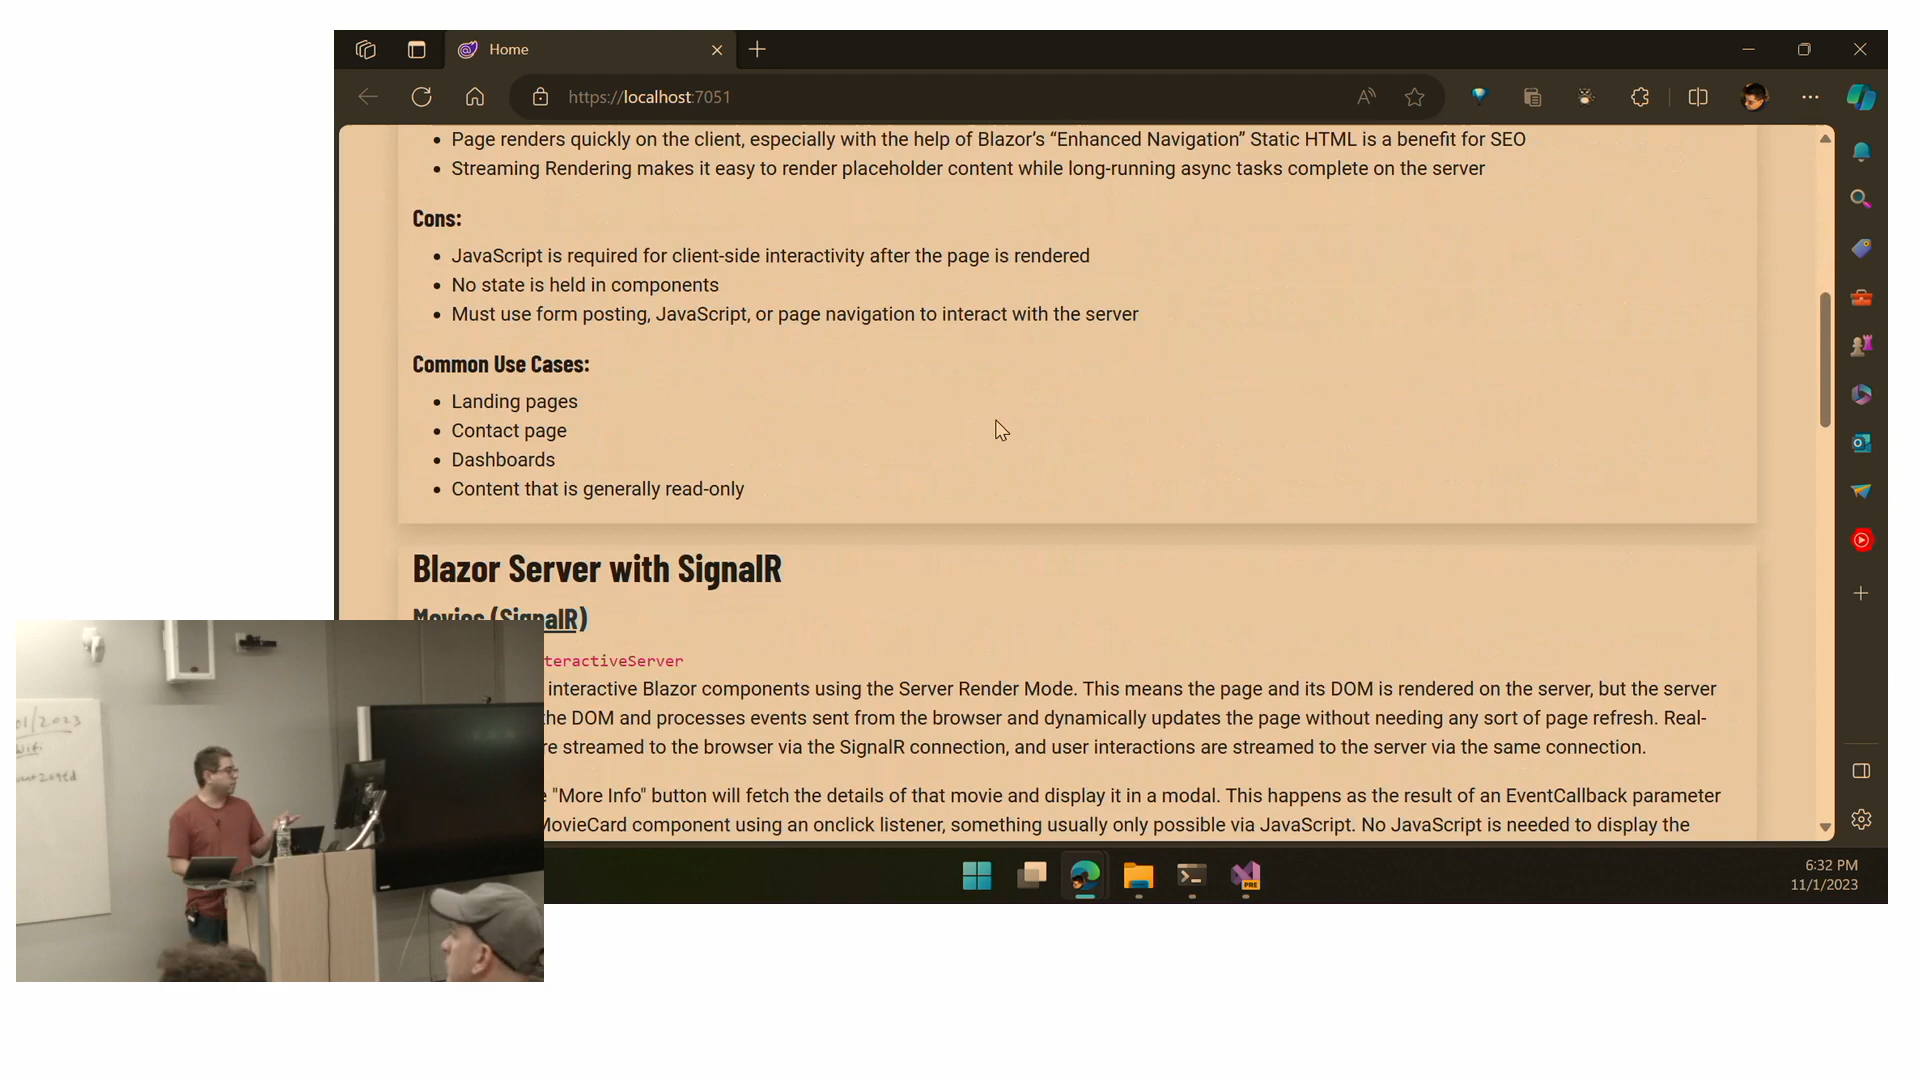 Home
https://localhost:7051
Page renders quickly on the client, especially with the help of Blazor’s “Enhanced Navigation” Static HTML is a benefit for SEO
Streaming Rendering makes it easy to render placeholder content while long-running async tasks complete on the server
Cons:
JavaScript is required for client-side interactivity after the page is rendered
No state is held in components
Must use form posting, JavaScript, or page navigation to interact with the server
Common Use Cases:
Landing pages
Contact page
Dashboards
Content that is generally read-only
Blazor Server with SignalR
Movies (SignalR)
teractiveServer
interactive Blazor components using the Server Render Mode. This means the page and its DOM is rendered on the server, but the server
the DOM and processes events sent from the browser and dynamically updates the page without needing any sort of page refresh. Real-
re streamed to the browser via the SignalR connection, and user interactions are streamed to the server via the same connection.
"More Info" button will fetch the details of that movie and display it in a modal. This happens as the result of an EventCallback parameter
MovieCard component using an onclick listener, something usually only possible via JavaScript. No JavaScript is needed to display the
01/2023
Wifi
PRE
6:32 PM
11/1/2023